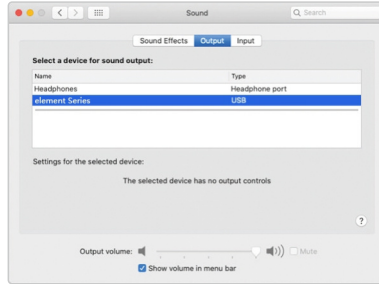 Sound
Search
Sound Effects Output Input
Select a device for sound output:
Name Type
Headphones Headphone port
element Series USB
Settings for the selected device:
The selected device has no output controls
?
Output volume: Mute
Show volume in menu bar